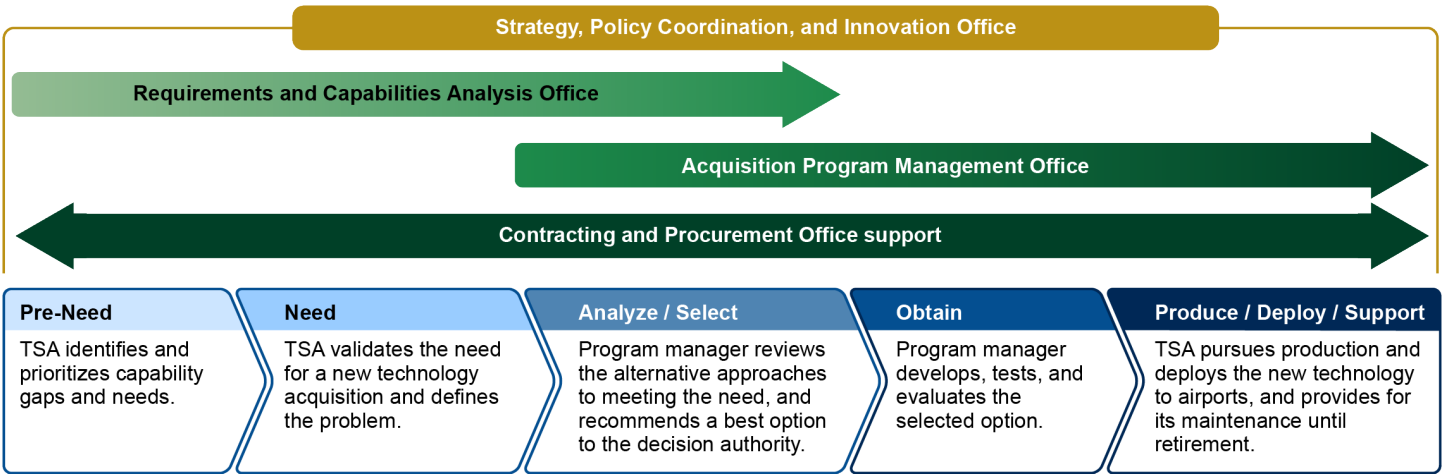 Strategy, Policy Coordination, and Innovation Office
Requirements and Capabilities Analysis Office
Acquisition Program Management Office
Contracting and Procurement Office support
Pre-Need
TSA identifies and
prioritizes capability
gaps and needs.
Need
TSA validates the need
for a new technology
acquisition and defines
the problem.
Analyze / Select
Program manager reviews
the alternative approaches
to meeting the need, and
recommends a best option
to the decision authority.
Obtain
Program manager
develops, tests, and
evaluates the
selected option.
Produce / Deploy / Support
TSA pursues production and
deploys the new technology
to airports, and provides for
its maintenance until
retirement.